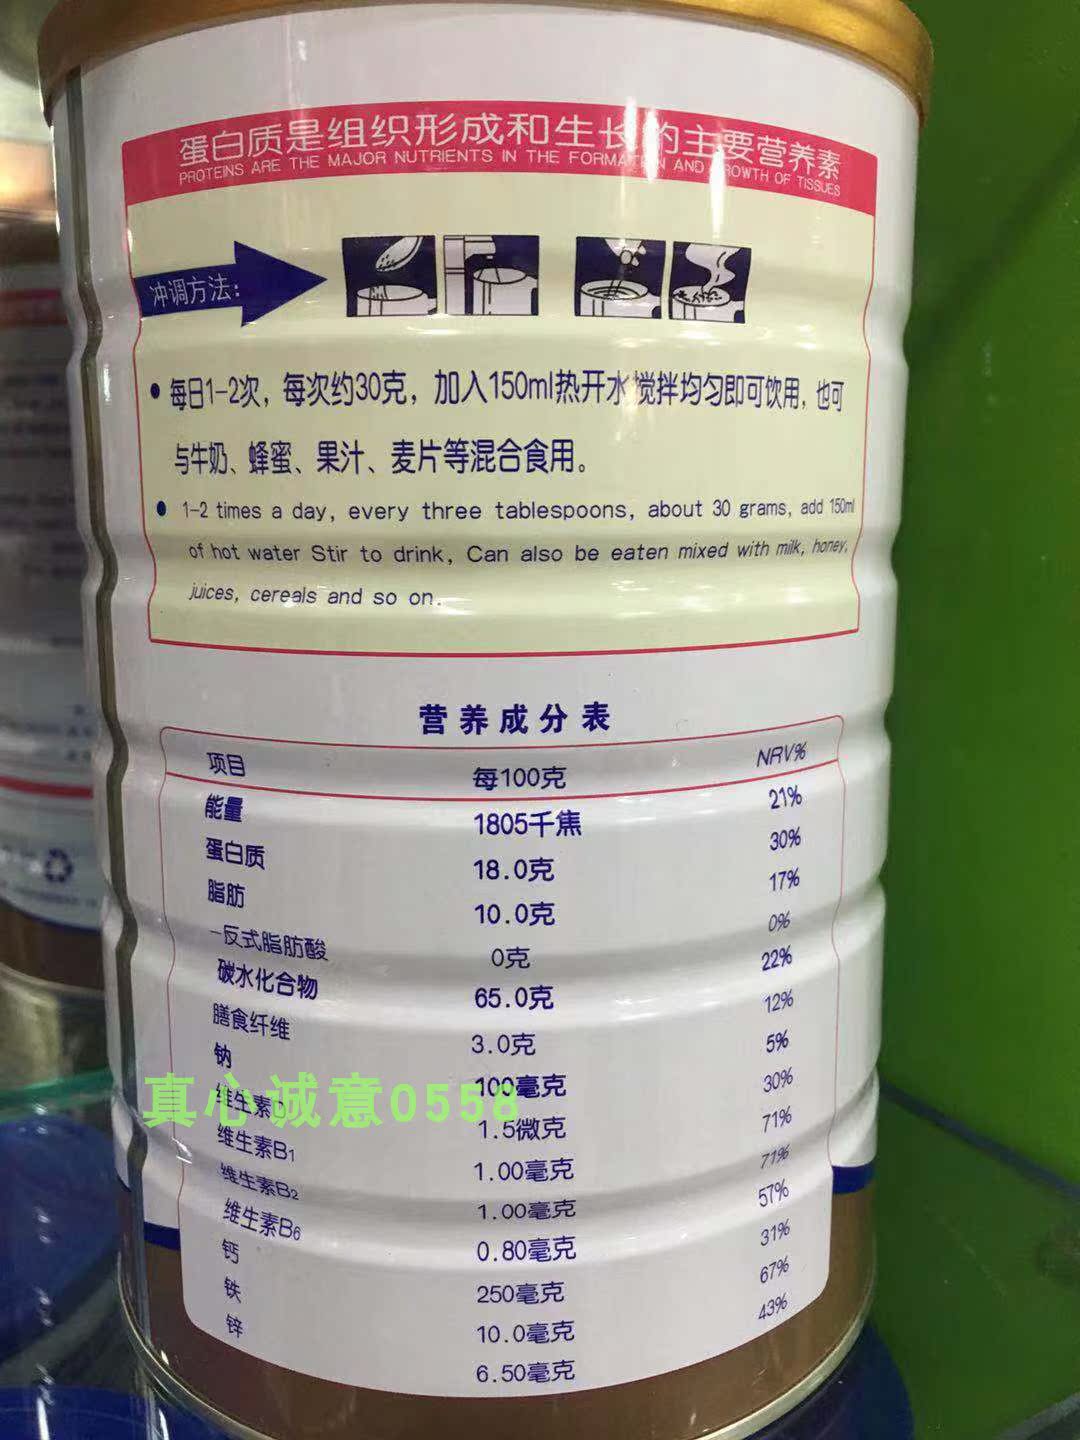 蛋白质是组织形成和生长的主要营养素
PROTEINS ARE THE MAJOR NUTRIENTS IN THE FORMATION AND GROWTH OF TISSUES
冲调方法：
● 每日1-2次，每次约30克，加入150ml热开水搅拌均匀即可饮用，也可
与牛奶、蜂蜜、果汁、麦片等混合食用。
● 1-2 times a day, every three tablespoons, about 30 grams, add 150ml
of hot water Stir to drink, Can also be eaten mixed with milk, honey,
juices, cereals and so on.
营养成分表
项目 每100克 NRV%
能量 1805千焦 21%
蛋白质 18.0克 30%
脂肪 10.0克 17%
-反式脂肪酸 0克 0%
碳水化合物 65.0克 22%
膳食纤维 3.0克 12%
钠 100毫克 5%
维生素 1.5微克 30%
维生素B1 1.00毫克 71%
维生素B2 1.00毫克 71%
维生素B6 0.80毫克 57%
钙 250毫克 31%
铁 10.0毫克 67%
锌 6.50毫克 43%
真心诚意0558